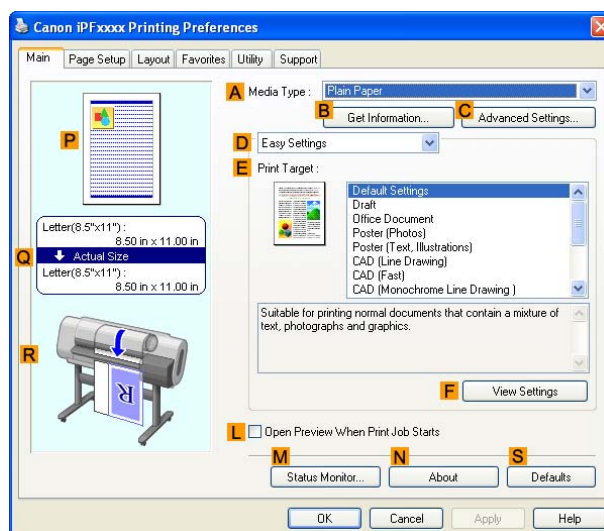 Canon iPFxxxx Printing Preferences
Main Page Setup Layout Favorites Utility Support
A Media Type : Plain Paper
B Get Information... C Advanced Settings...
D Easy Settings
E Print Target :
Default Settings
Draft
Office Document
Poster (Photos)
Poster (Text, Illustrations)
CAD (Line Drawing)
CAD (Fast)
CAD (Monochrome Line Drawing )
Suitable for printing normal documents that contain a mixture of
text, photographs and graphics.
F View Settings
P
Q
Letter(8.5"x11") :
8.50 in x 11.00 in
Actual Size
Letter(8.5"x11") :
8.50 in x 11.00 in
R
R
L Open Preview When Print Job Starts
M Status Monitor... N About S Defaults
OK Cancel Apply Help